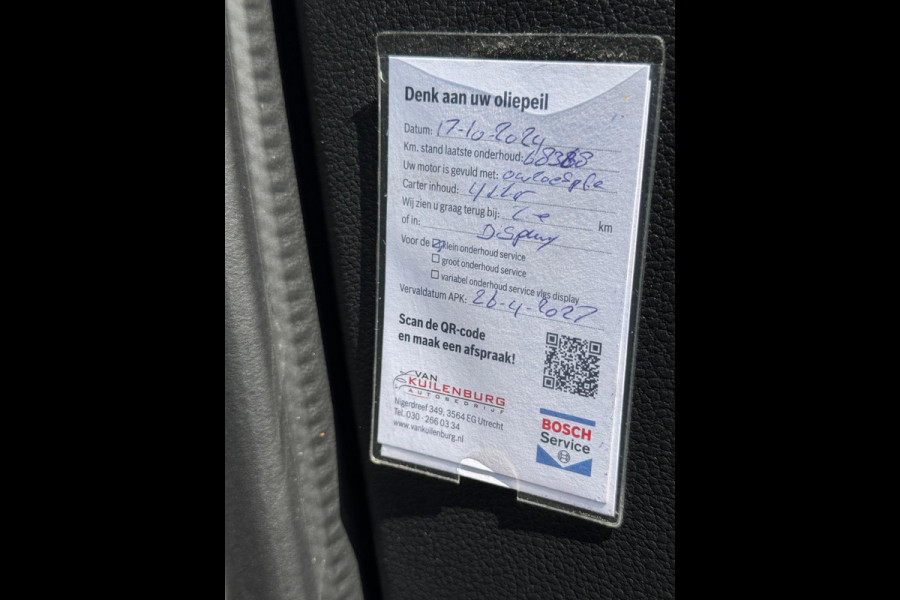 Denk aan uw oliepeil
Datum: 17-10-2024
Km. stand laatste onderhoud:
Uw motor is gevuld met:
Carter inhoud: 4
Wij zien u graag terug bij: km
of in: Display
Voor de klein onderhoud service
groot onderhoud service
variabel onderhoud service vlgs display
Vervaldatum APK: 26-4-2027
Scan de QR-code
en maak een afspraak!
VAN
KUILENBURG
AUTOBEDRIJF
Nigerdreef 349, 3564 EG Utrecht
Tel. 030 - 266 03 34
www.vankuilenburg.nl
BOSCH
Service